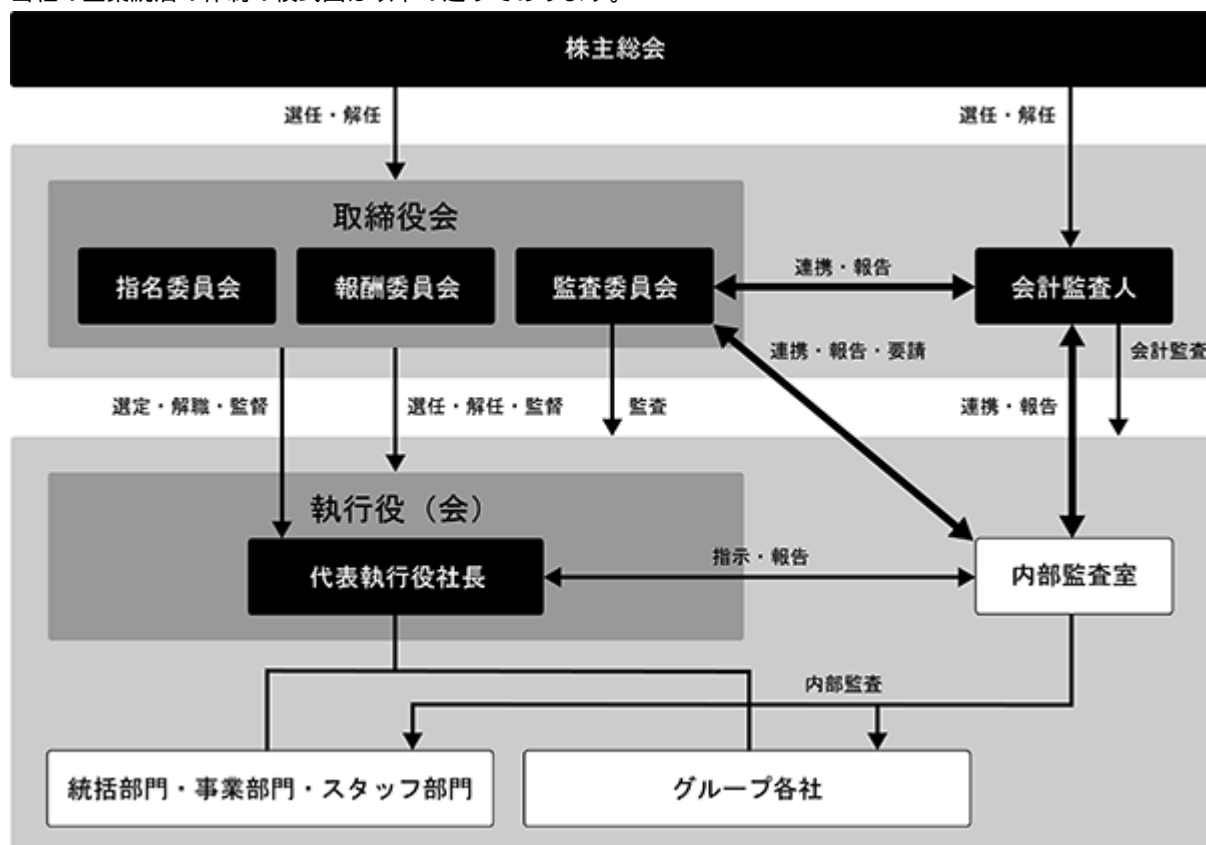 株主総会
選任・解任
選任・解任
取締役会
指名委員会
報酬委員会
監査委員会
連携・報告
会計監査人
連携・報告・要請
会計監査
選定・解職・監督
選任・解任・監督
監査
連携・報告
執行役（会）
代表執行役社長
指示・報告
内部監査室
内部監査
統括部門・事業部門・スタッフ部門
グループ各社